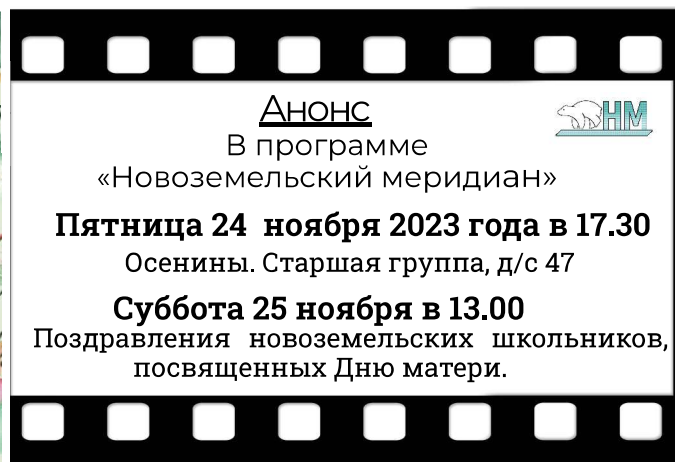 Анонс
НМ
В программе
«Новоземельский меридиан»
Пятница 24 ноября 2023 года в 17.30
Осенины. Старшая группа, д/с 47
Суббота 25 ноября в 13.00
Поздравления новоземельских школьников,
посвященных Дню матери.